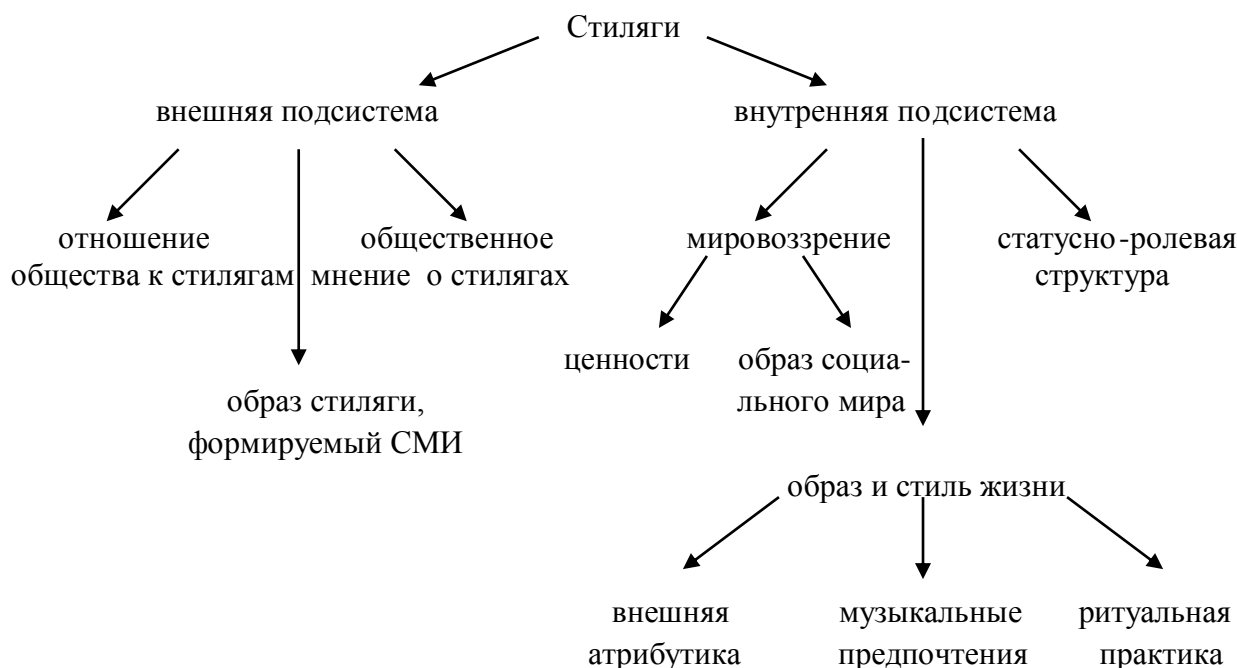 Стиляги
внешняя подсистема
внутренняя подсистема
отношение
общества к стилягам
общественное
мнение о стилягах
мировоззрение
статусно-ролевая
структура
ценности
образ социа-
льного мира
образ стиляги,
формируемый СМИ
образ и стиль жизни
внешняя
атрибутика
музыкальные
предпочтения
ритуальная
практика